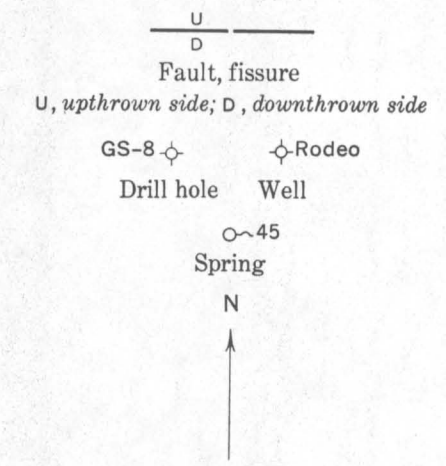 U
D
Fault, fissure
U, upthrown side; D, downthrown side
GS-8 Rodeo
Drill hole Well
45
Spring
N